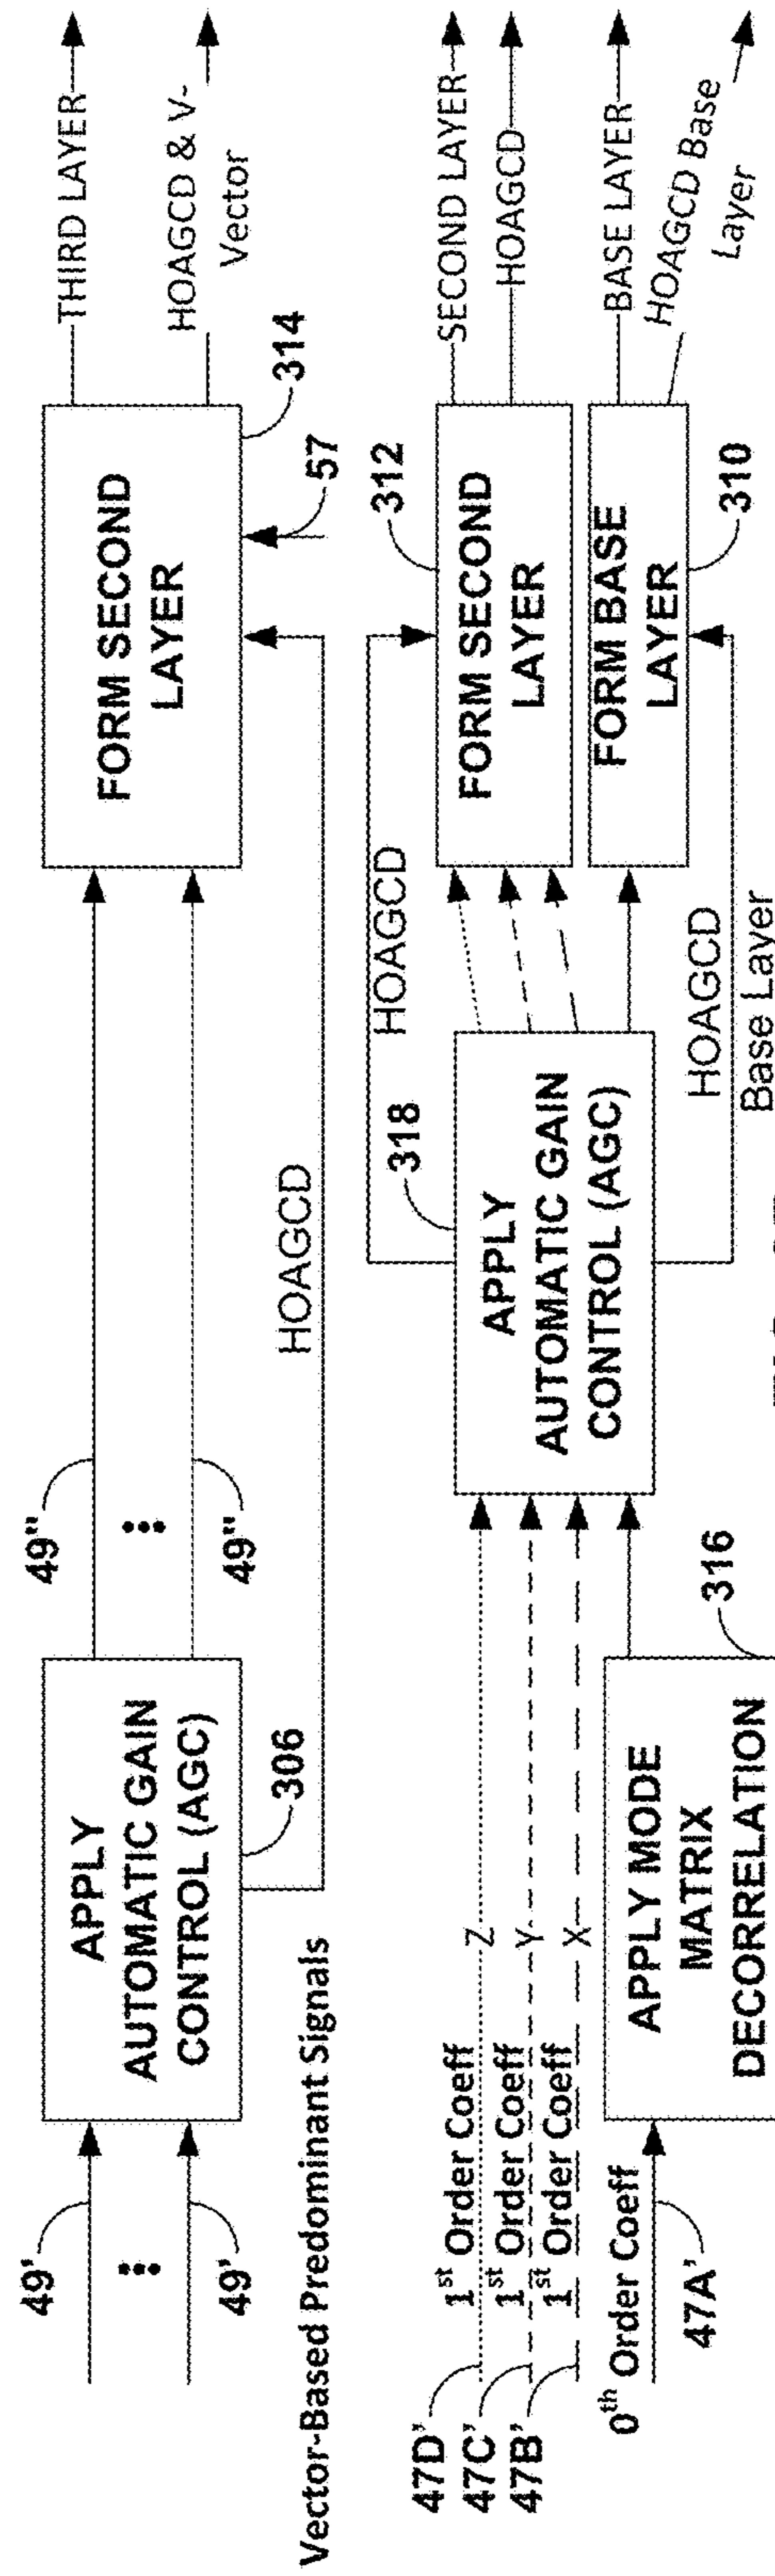 49'
49'
Vector-Based Predominant Signals
APPLY
AUTOMATIC GAIN
CONTROL (AGC)
306
49''
49''
HOAGCD
FORM SECOND
LAYER
57
314
THIRD LAYER
HOAGCD & V-
Vector
47D'
47C'
47B'
1st Order Coeff
1st Order Coeff
1st Order Coeff
Z
Y
X
0th Order Coeff
47A'
APPLY MODE
MATRIX
DECORRELATION
316
APPLY
AUTOMATIC GAIN
CONTROL (AGC)
318
HOAGCD
HOAGCD
Base Layer
FORM SECOND
LAYER
312
FORM BASE
LAYER
310
SECOND LAYER
HOAGCD
BASE LAYER
HOAGCD Base
Layer